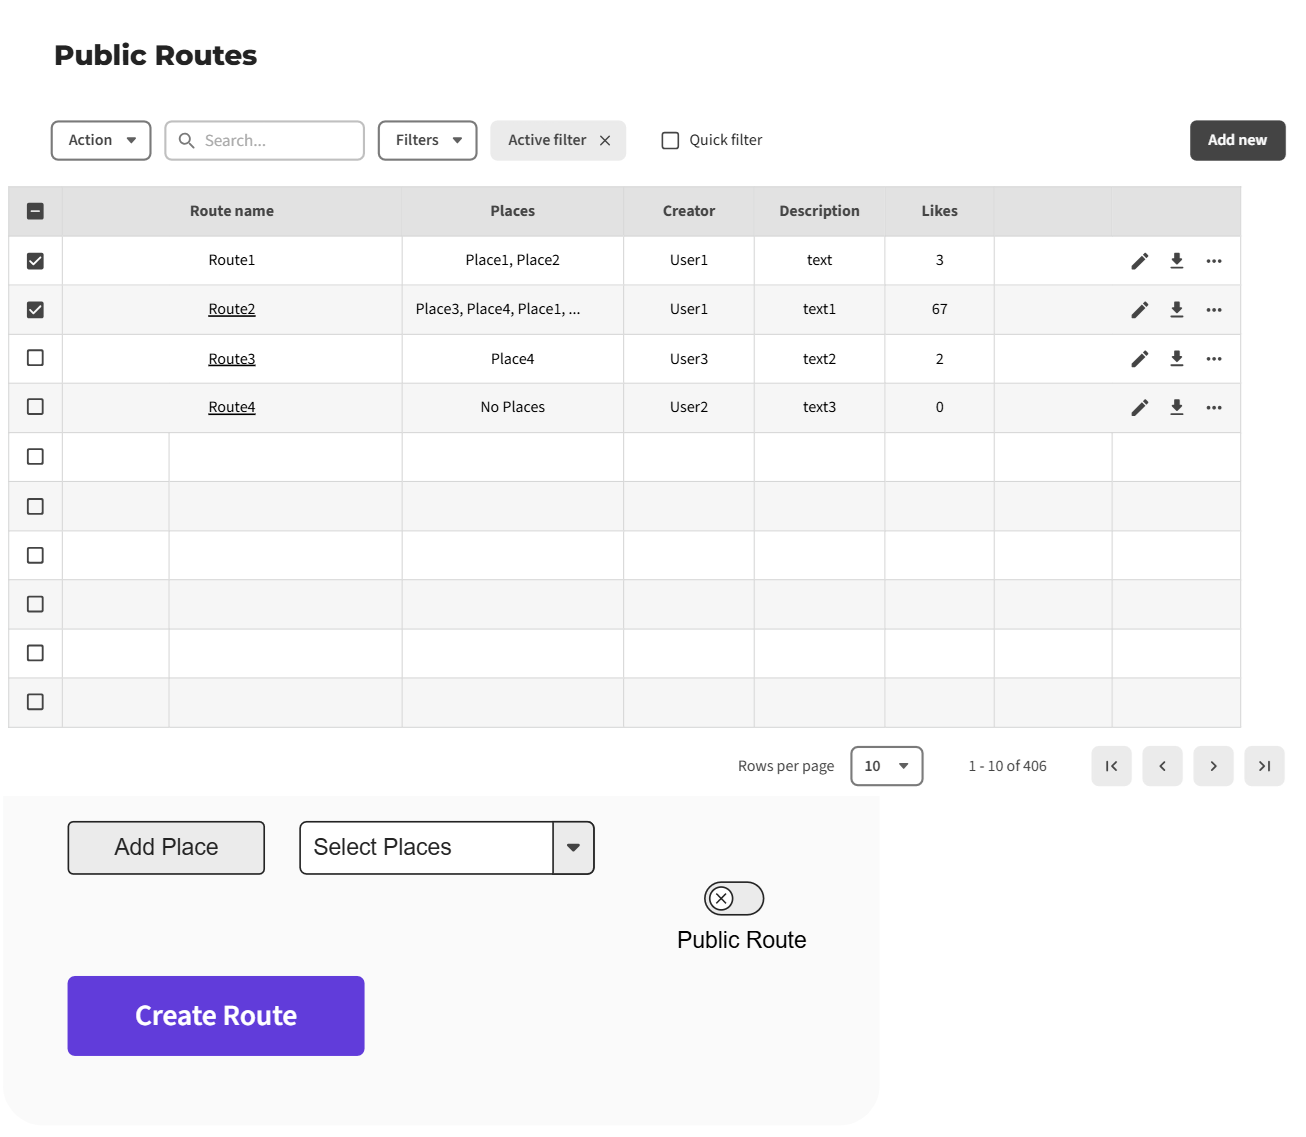 Public Routes
Action Search... Filters Active filter Quick filter Add new
Route name Places Creator Description Likes
Route1 Place1, Place2 User1 text 3
Route2 Place3, Place4, Place1, ... User1 text1 67
Route3 Place4 User3 text2 2
Route4 No Places User2 text3 0
Rows per page 10 1 - 10 of 406
Add Place Select Places
Public Route
Create Route